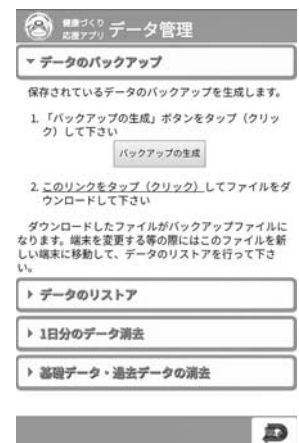 健康づくり
応援アプリ データ管理
データのバックアップ
保存されているデータのバックアップを生成します。
1. 「バックアップの生成」ボタンをタップ（クリッ
ク）して下さい
バックアップの生成
2. このリンクをタップ（クリック）してファイルをダ
ウンロードして下さい
ダウンロードしたファイルがバックアップファイルに
なります。端末を変更する等の際にはこのファイルを新
しい端末に移動して、データのリストアを行って下さ
い。
データのリストア
1日分のデータ消去
基礎データ・過去データの消去